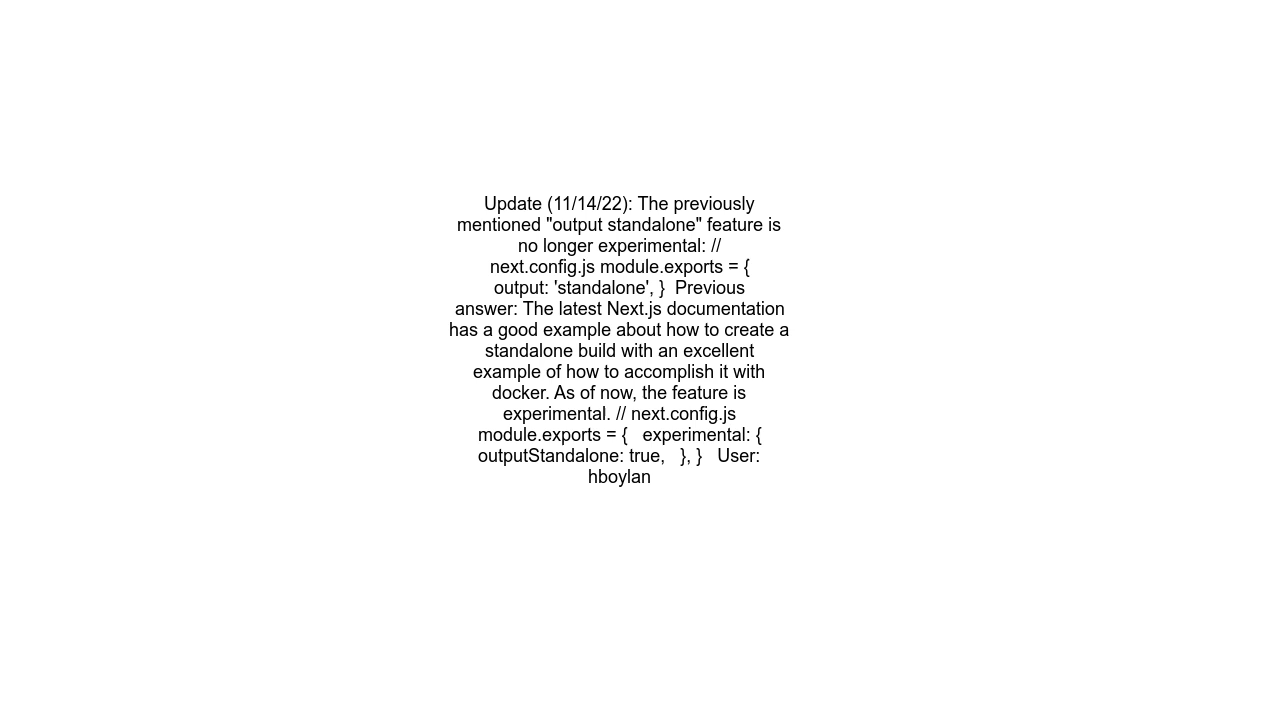 Update (11/14/22): The previously
mentioned "output standalone" feature is
no longer experimental: //
next.config.js module.exports = {
output: 'standalone', }  Previous
answer: The latest Next.js documentation
has a good example about how to create a
standalone build with an excellent
example of how to accomplish it with
docker. As of now, the feature is
experimental. // next.config.js
module.exports = {   experimental: {
outputStandalone: true,   }, }   User:
hboylan